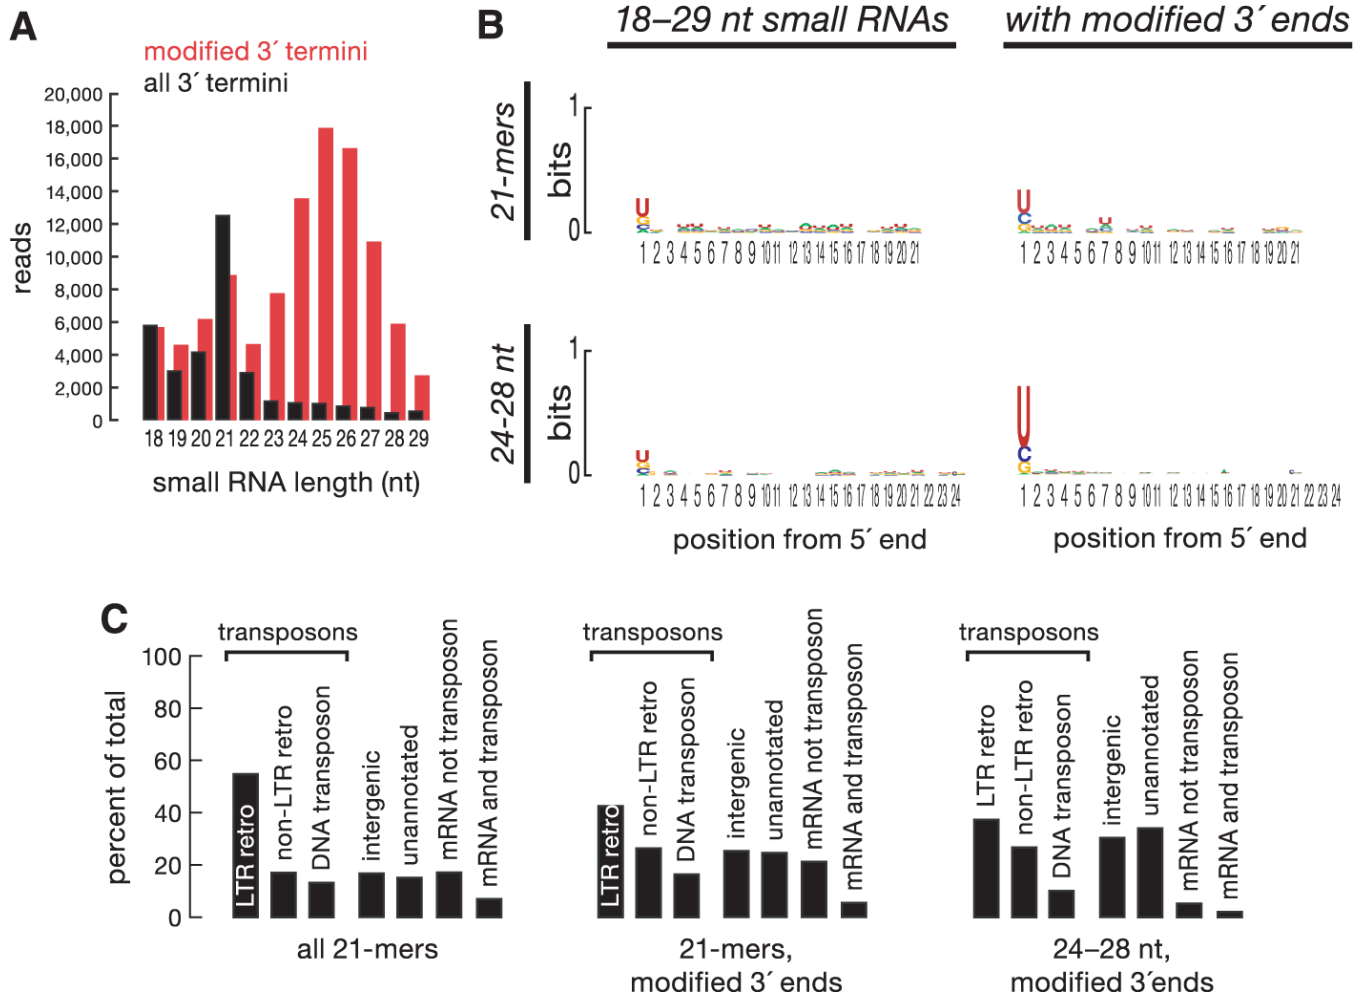 A
modified 3´ termini
all 3´ termini
20,000
18,000
16,000
14,000
12,000
10,000
8,000
6,000
4,000
2,000
0
reads
18 19 20 21 22 23 24 25 26 27 28 29
small RNA length (nt)
B
18–29 nt small RNAs
with modified 3´ ends
21-mers
bits
1
0
U
G
1 2 3 4 5 6 7 8 9 10 11 12 13 14 15 16 17 18 19 20 21
U
C
1 2 3 4 5 6 7 8 9 10 11 12 13 14 15 16 17 18 19 20 21
24-28 nt
bits
1
0
U
G
1 2 3 4 5 6 7 8 9 10 11 12 13 14 15 16 17 18 19 20 21 22 23 24
position from 5´ end
U
C
G
1 2 3 4 5 6 7 8 9 10 11 12 13 14 15 16 17 18 19 20 21 22 23 24
position from 5´ end
C
percent of total
100
80
60
40
20
0
transposons
LTR retro
non-LTR retro
DNA transposon
intergenic
unannotated
mRNA not transposon
mRNA and transposon
all 21-mers
transposons
LTR retro
non-LTR retro
DNA transposon
intergenic
unannotated
mRNA not transposon
mRNA and transposon
21-mers,
modified 3´ ends
transposons
LTR retro
non-LTR retro
DNA transposon
intergenic
unannotated
mRNA not transposon
mRNA and transposon
24–28 nt,
modified 3´ends